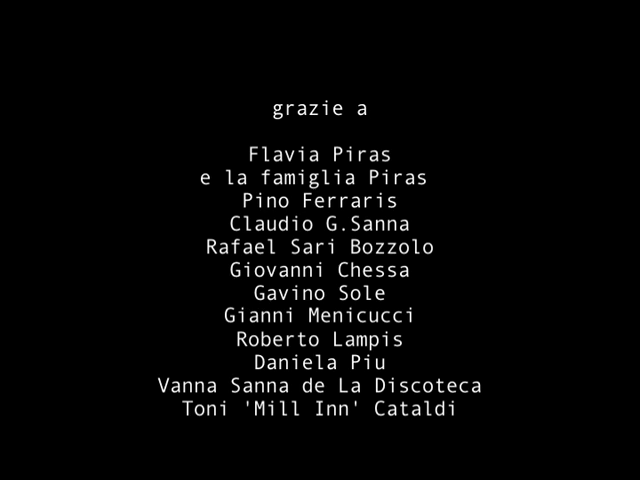 grazie a
Flavia Piras
e la famiglia Piras
Pino Ferraris
Claudio G.Sanna
Rafael Sari Bozzolo
Giovanni Chessa
Gavino Sole
Gianni Menicucci
Roberto Lampis
Daniela Piu
Vanna Sanna de La Discoteca
Toni 'Mill Inn' Cataldi